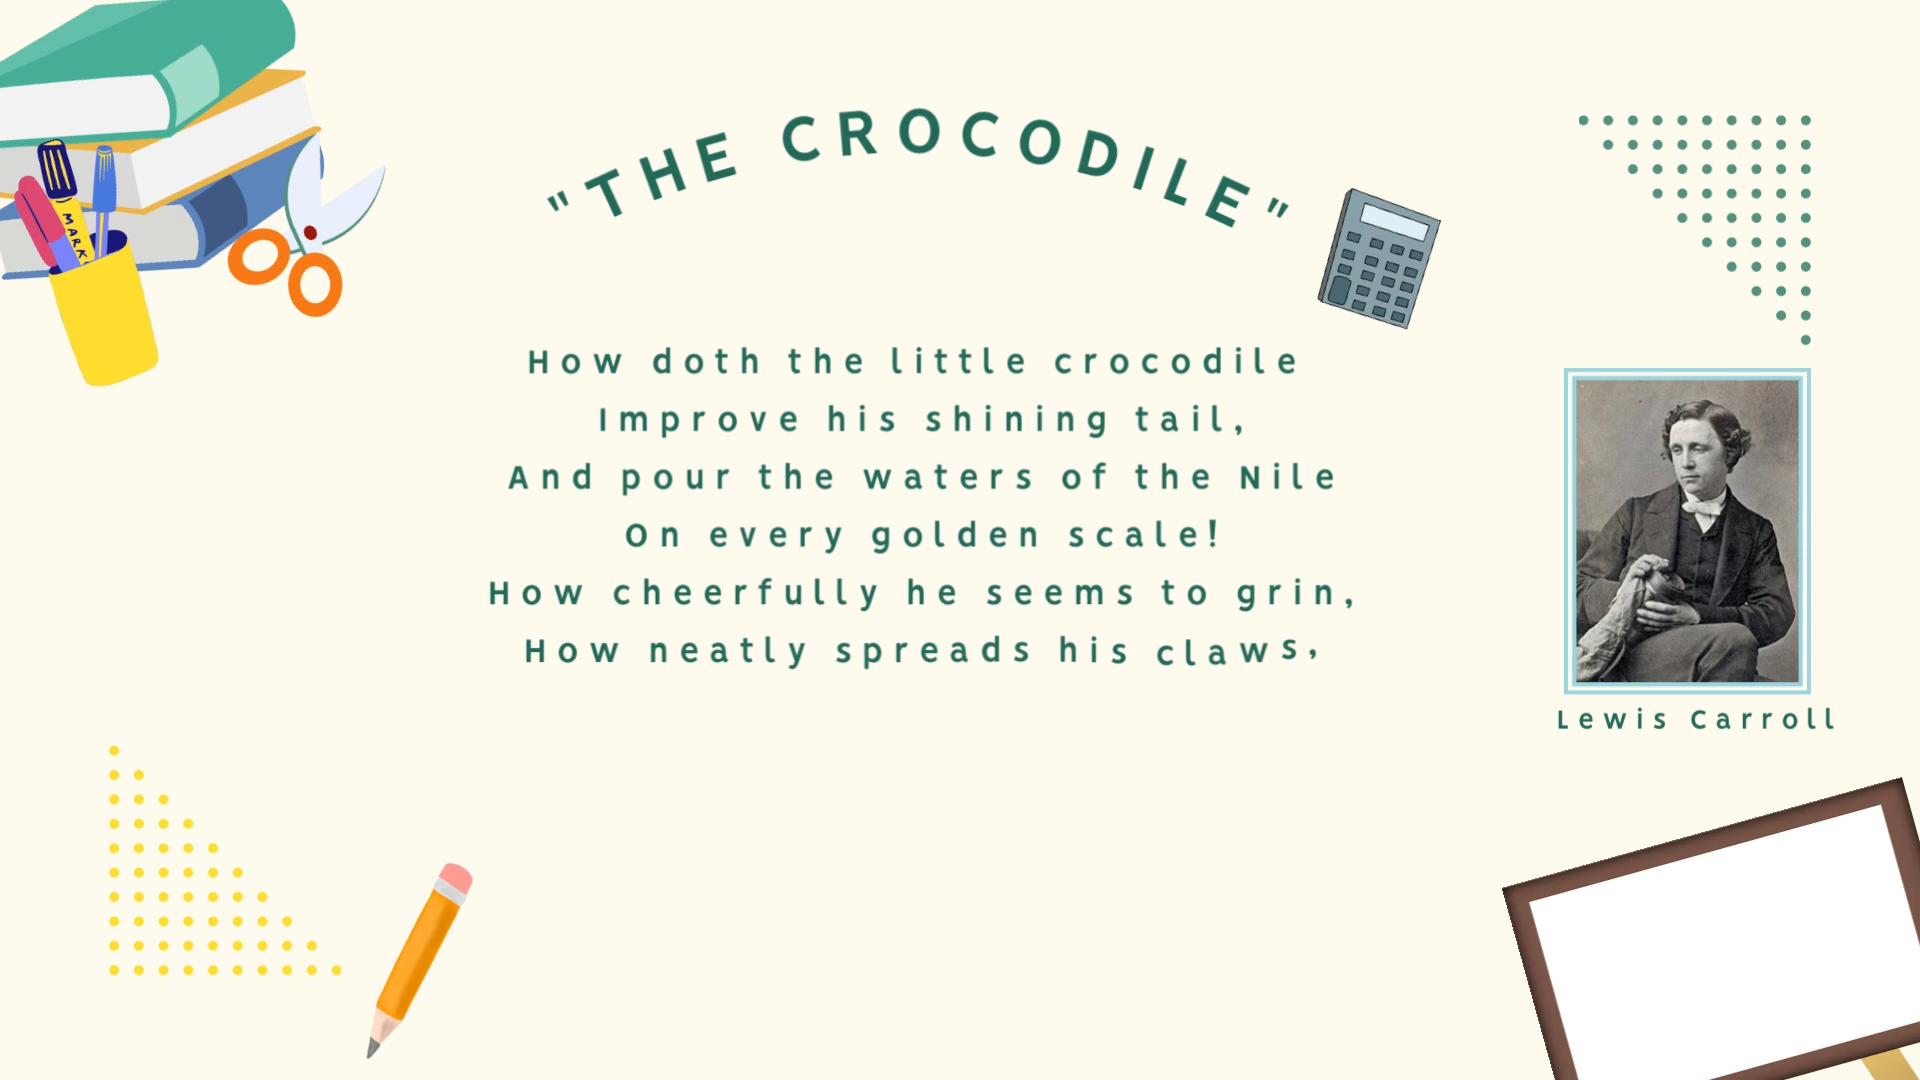 "THE CROCODILE"
How doth the little crocodile
Improve his shining tail,
And pour the waters of the Nile
On every golden scale!
How cheerfully he seems to grin,
How neatly spreads his claws,
Lewis Carroll
MARK